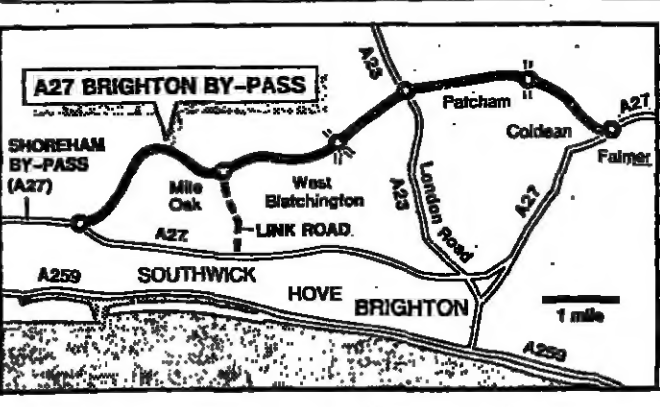 A23
A27 BRIGHTON BY-PASS
A27
Patcham
Coldean
Falmer
SHOREHAM
BY-PASS
(A27)
Mile
Oak
West
Blatchington
London Road
A23
A27
LINK ROAD
A27
A259
SOUTHWICK
HOVE
BRIGHTON
1 mile
A259